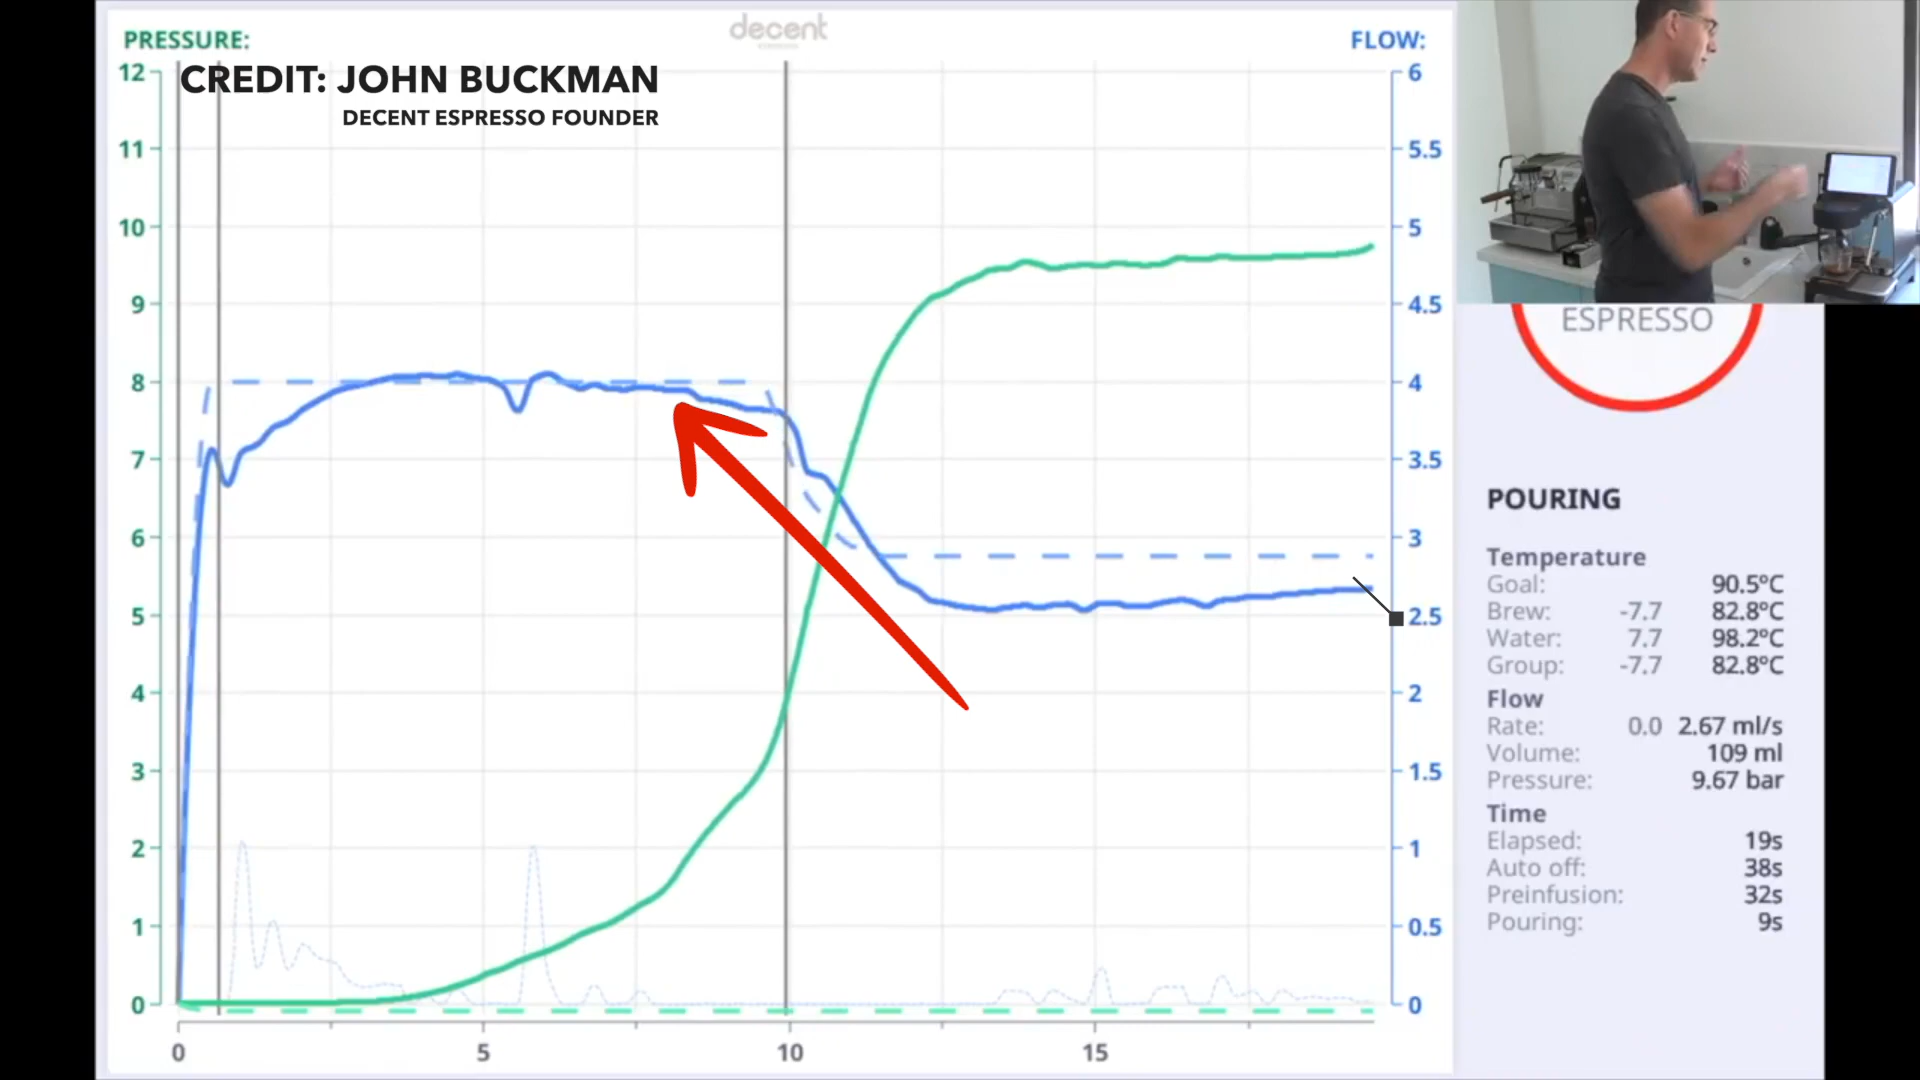 decent
PRESSURE:
FLOW:
CREDIT: JOHN BUCKMAN
DECENT ESPRESSO FOUNDER
12
11
10
9
8
7
6
5
4
3
2
1
0
6
5.5
5
4.5
4
3.5
3
2.5
2
1.5
1
0.5
0
0
5
10
15
ESPRESSO
POURING
Temperature
Goal: 90.5°C
Brew: -7.7 82.8°C
Water: 7.7 98.2°C
Group: -7.7 82.8°C
Flow
Rate: 0.0 2.67 ml/s
Volume: 109 ml
Pressure: 9.67 bar
Time
Elapsed: 19s
Auto off: 38s
Preinfusion: 32s
Pouring: 9s